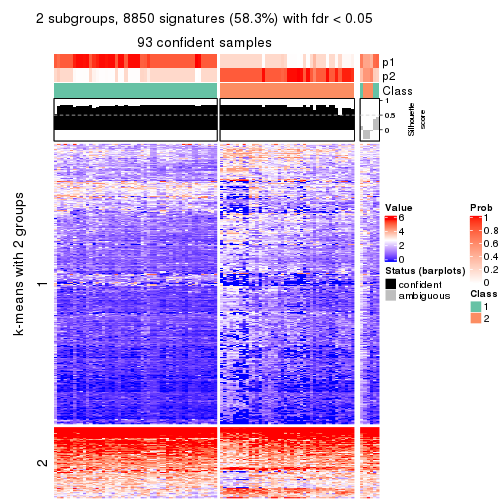 2 subgroups, 8850 signatures (58.3%) with fdr < 0.05
93 confident samples
p1
p2
Class
1
0.5
0
Silhouette
score
k-means with 2 groups
1
2
Value
6
4
2
0
Status (barplots)
confident
ambiguous
Prob
1
0.8
0.6
0.4
0.2
0
Class
1
2